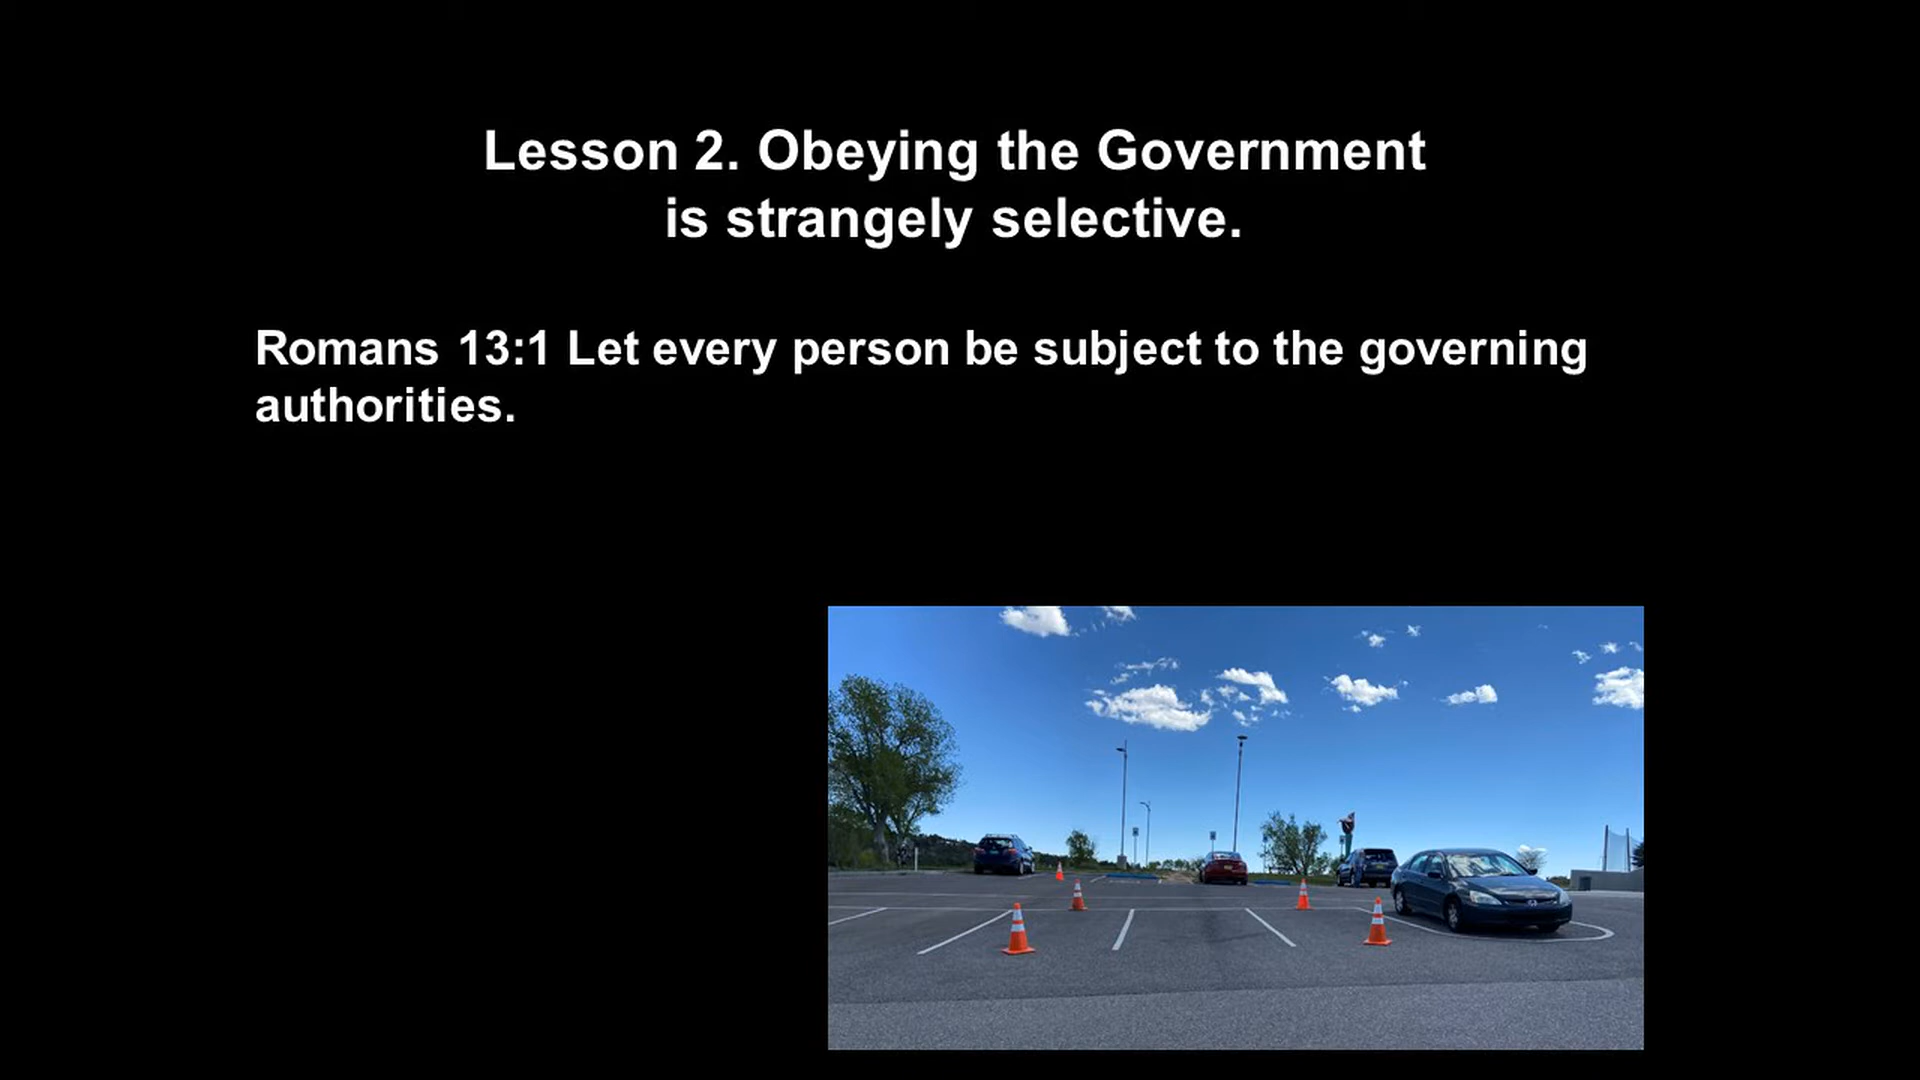 Lesson 2. Obeying the Government
is strangely selective.
Romans 13:1 Let every person be subject to the governing
authorities.